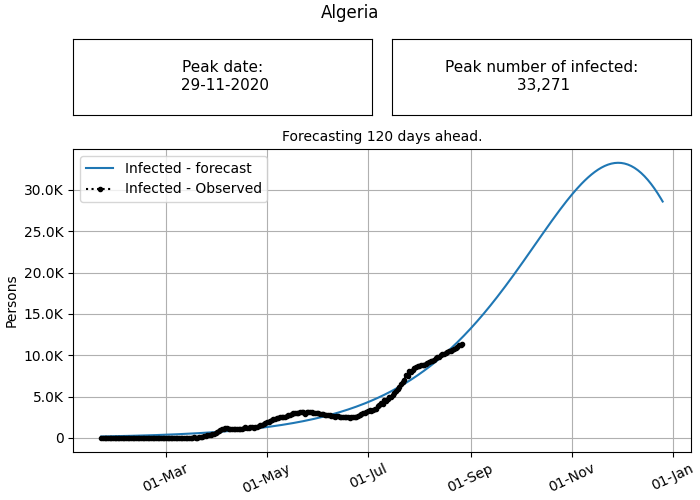 Algeria
Peak date:
29-11-2020
Peak number of infected:
33,271
Forecasting 120 days ahead.
Infected - forecast
Infected - Observed
Persons
30.0K
25.0K
20.0K
15.0K
10.0K
5.0K
0
01-Mar
01-May
01-Jul
01-Sep
01-Nov
01-Jan